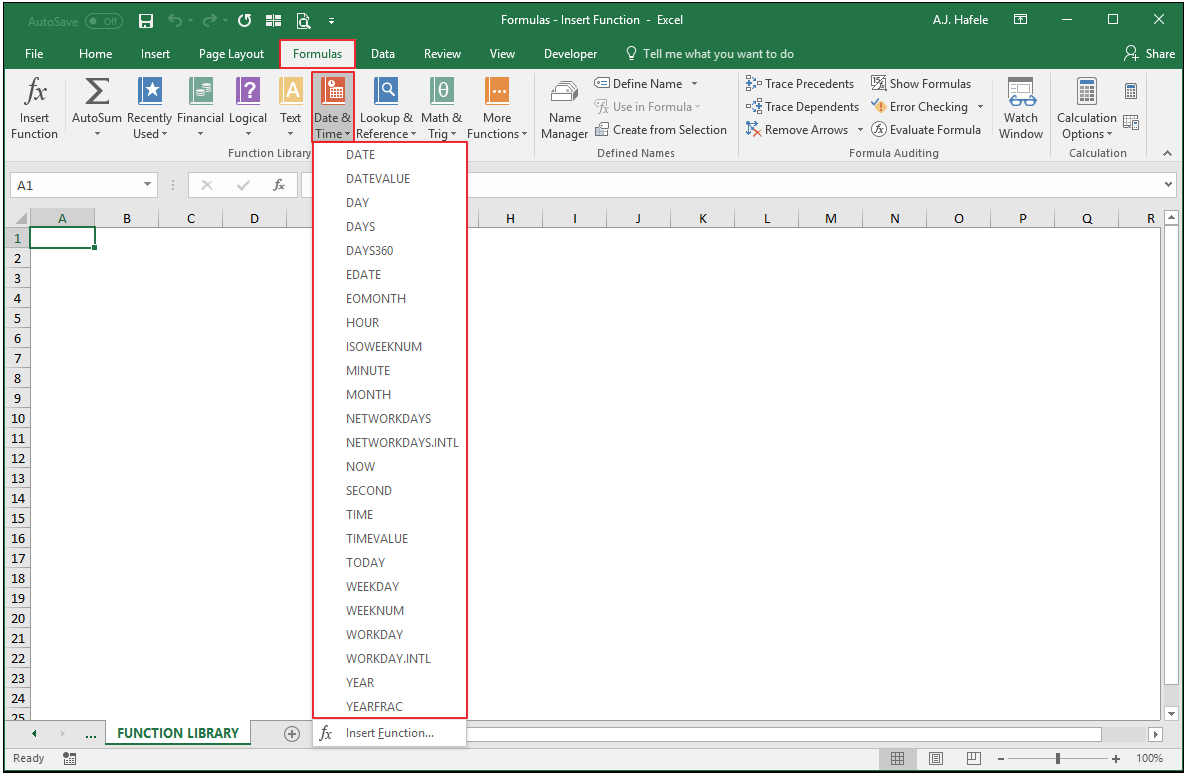 AutoSave Off Formulas - Insert Function - Excel A.J. Hafele
File Home Insert Page Layout Formulas Data Review View Developer Tell me what you want to do Share
fx Σ ? A θ
Insert Function
AutoSum
Recently Used
Financial
Logical
Text
Date & Time
Lookup & Reference
Math & Trig
More Functions
Function Library
Name Manager
Define Name
Use in Formula
Create from Selection
Defined Names
Trace Precedents
Trace Dependents
Remove Arrows
Show Formulas
Error Checking
Evaluate Formula
Formula Auditing
Watch Window
Calculation Options
Calculation
A1 fx
A B C D H I J K L M N O P Q R
1
2
3
4
5
6
7
8
9
10
11
12
13
14
15
16
17
18
19
20
21
22
23
24
25
DATE
DATEVALUE
DAY
DAYS
DAYS360
EDATE
EOMONTH
HOUR
ISOWEEKNUM
MINUTE
MONTH
NETWORKDAYS
NETWORKDAYS.INTL
NOW
SECOND
TIME
TIMEVALUE
TODAY
WEEKDAY
WEEKNUM
WORKDAY
WORKDAY.INTL
YEAR
YEARFRAC
fx Insert Function...
... FUNCTION LIBRARY
Ready 100%